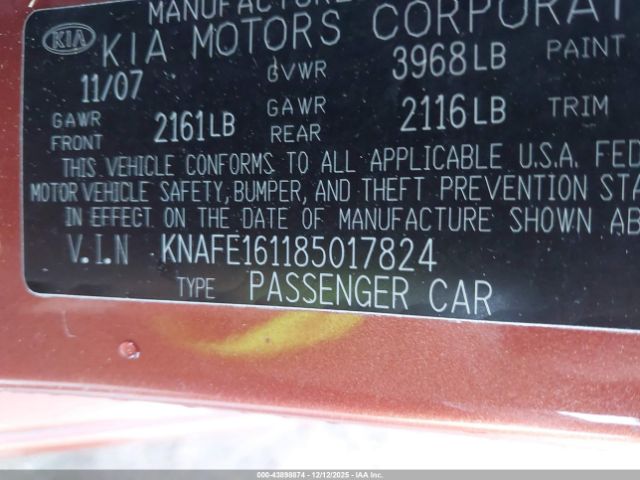 MANUFACTURE
KIA KIA MOTORS CORPORAT
11/07 GVWR 3968LB PAINT
GAWR FRONT 2161LB GAWR REAR 2116LB TRIM
THIS VEHICLE CONFORMS TO ALL APPLICABLE U.S.A. FED
MOTOR VEHICLE SAFETY, BUMPER, AND THEFT PREVENTION STA
IN EFFECT ON THE DATE OF MANUFACTURE SHOWN AB
V.I.N KNAFE161185017824
TYPE PASSENGER CAR
000-43898874 | 12/12/2025 - IAAI.COM